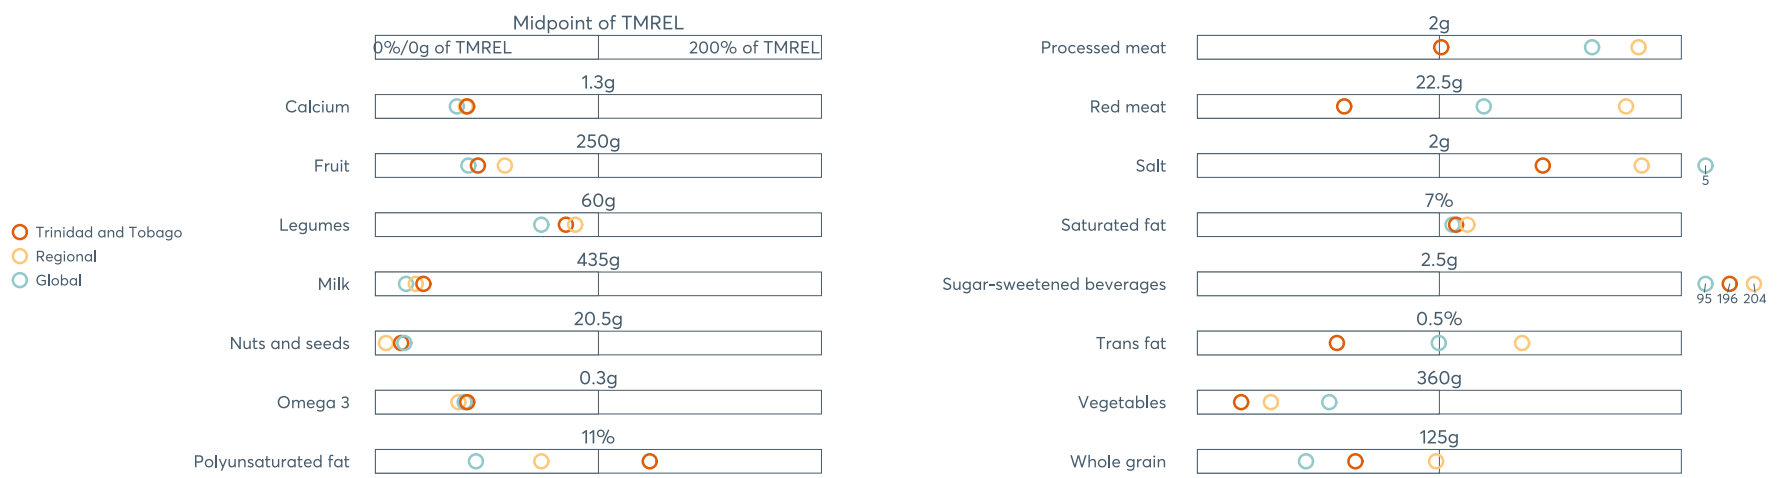 Midpoint of TMREL
0%/0g of TMREL
200% of TMREL
1.3g
Calcium
250g
Fruit
60g
Legumes
435g
Milk
20.5g
Nuts and seeds
0.3g
Omega 3
11%
Polyunsaturated fat
Trinidad and Tobago
Regional
Global
2g
Processed meat
22.5g
Red meat
2g
Salt
5
7%
Saturated fat
2.5g
Sugar-sweetened beverages
95 196 204
0.5%
Trans fat
360g
Vegetables
125g
Whole grain